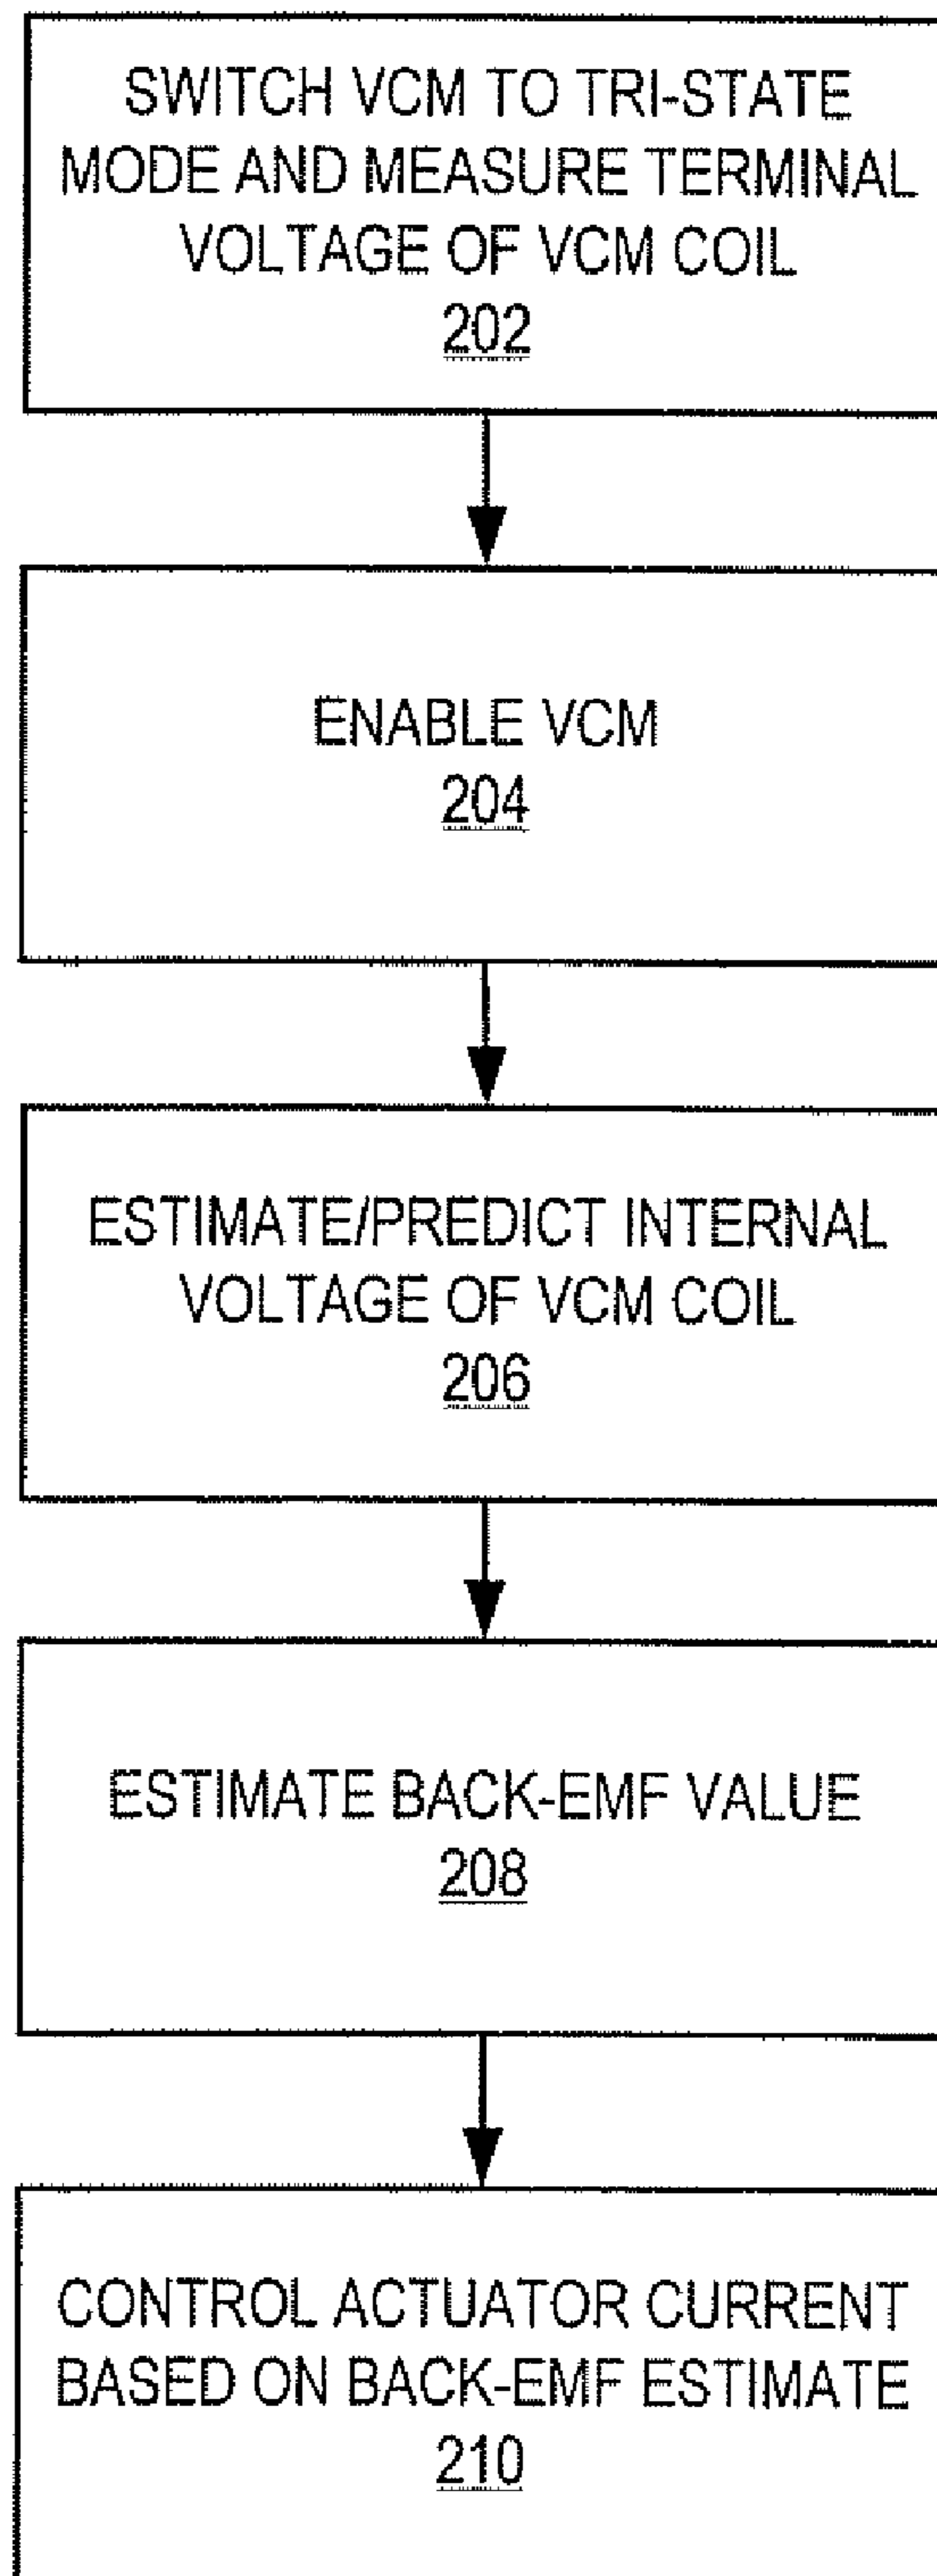 SWITCH VCM TO TRI-STATE
MODE AND MEASURE TERMINAL
VOLTAGE OF VCM COIL
202
ENABLE VCM
204
ESTIMATE/PREDICT INTERNAL
VOLTAGE OF VCM COIL
206
ESTIMATE BACK-EMF VALUE
208
CONTROL ACTUATOR CURRENT
BASED ON BACK-EMF ESTIMATE
210